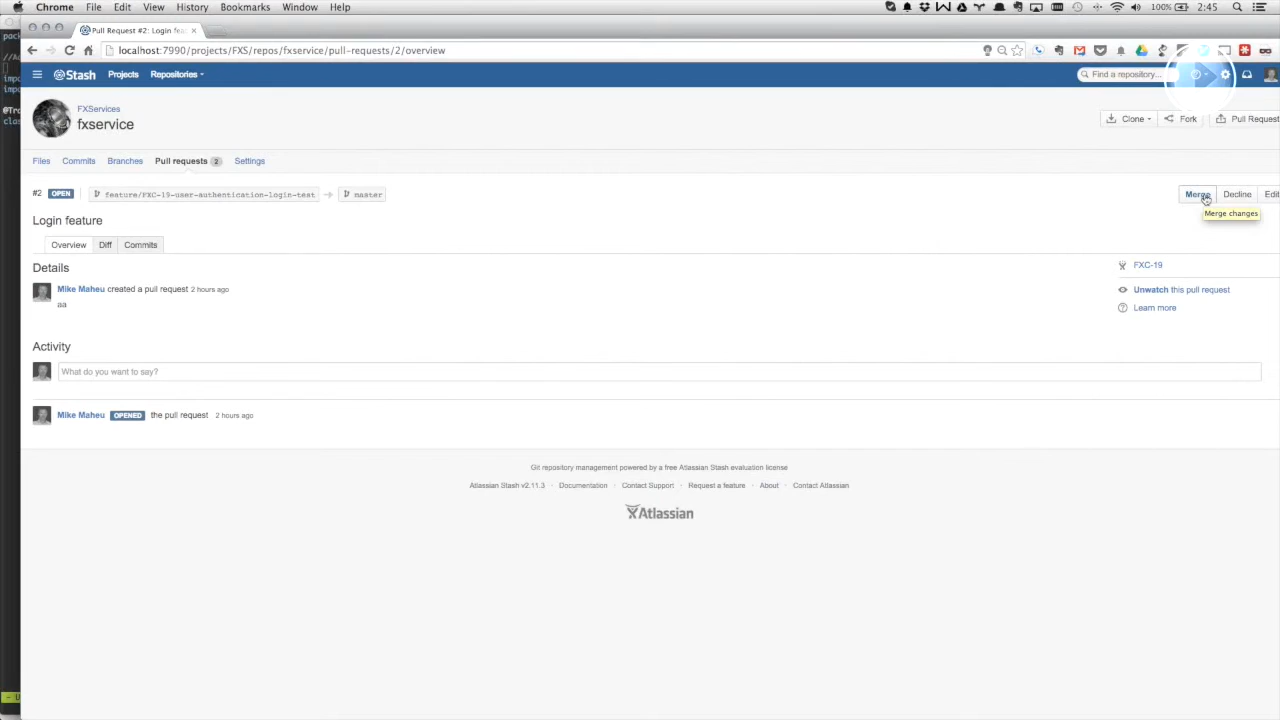 Chrome File Edit View History Bookmarks Window Help 100% 2:45
Pull Request #2: Login fea
localhost:7990/projects/FXS/repos/fxservice/pull-requests/2/overview
Stash Projects Repositories Find a repository...
FXServices
fxservice
Clone Fork Pull Request
Files Commits Branches Pull requests 2 Settings
#2 OPEN feature/FXC-19-user-authentication-login-test → master Merge Decline Edit
Merge changes
Login feature
Overview Diff Commits
Details
FXC-19
Mike Maheu created a pull request 2 hours ago
Unwatch this pull request
aa
Learn more
Activity
What do you want to say?
Mike Maheu OPENED the pull request 2 hours ago
Git repository management powered by a free Atlassian Stash evaluation license
Atlassian Stash v2.11.3 · Documentation · Contact Support · Request a feature · About · Contact Atlassian
Atlassian